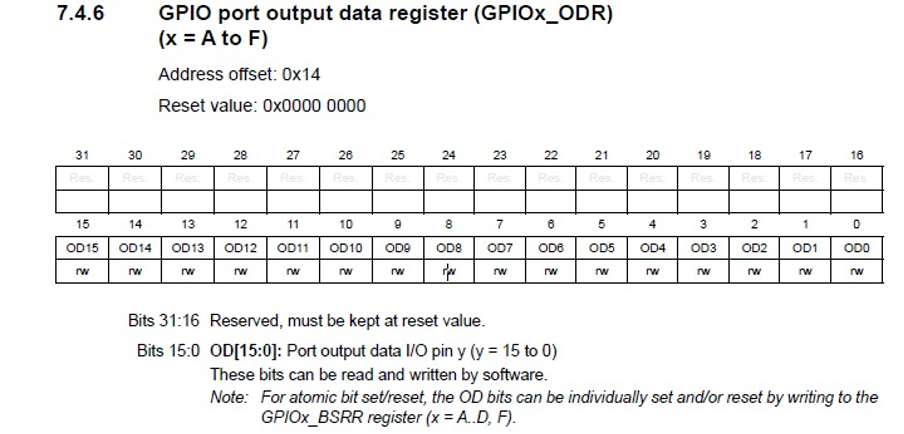 7.4.6 GPIO port output data register (GPIOx_ODR)
(x = A to F)
Address offset: 0x14
Reset value: 0x0000 0000
31 30 29 28 27 26 25 24 23 22 21 20 19 18 17 16
Res. Res. Res. Res. Res. Res. Res. Res. Res. Res. Res. Res. Res. Res. Res. Res.
15 14 13 12 11 10 9 8 7 6 5 4 3 2 1 0
OD15 OD14 OD13 OD12 OD11 OD10 OD9 OD8 OD7 OD6 OD5 OD4 OD3 OD2 OD1 OD0
rw rw rw rw rw rw rw rw rw rw rw rw rw rw rw rw
Bits 31:16 Reserved, must be kept at reset value.
Bits 15:0 OD[15:0]: Port output data I/O pin y (y = 15 to 0)
These bits can be read and written by software.
Note: For atomic bit set/reset, the OD bits can be individually set and/or reset by writing to the
GPIOx_BSRR register (x = A..D, F).